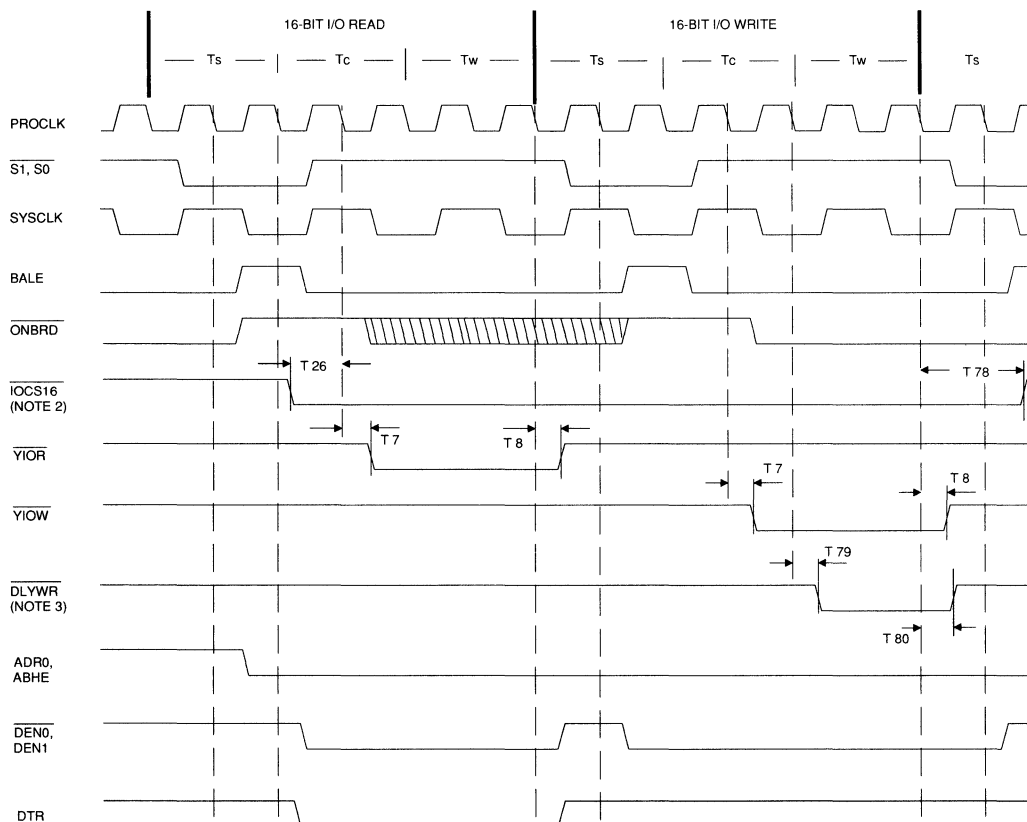 16-BIT I/O READ 16-BIT I/O WRITE
Ts Tc Tw Ts Tc Tw Ts
PROCLK
S1, S0
SYSCLK
BALE
ONBRD
T 26 T 78
IOCS16
(NOTE 2)
T 7 T 8
YIOR
T 7 T 8
YIOW
T 79
DLYWR
(NOTE 3)
T 80
ADR0,
ABHE
DEN0,
DEN1
DTR